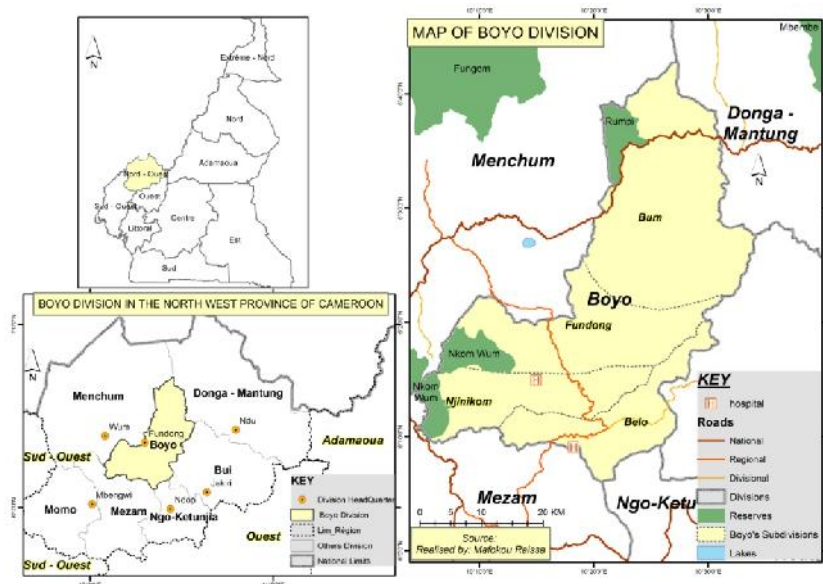 N
Extrême - Nord
Nord
Adamaoua
Nord - Ouest
Ouest
Sud - Ouest
Centre
Littoral
Est
Sud
BOYO DIVISION IN THE NORTH WEST PROVINCE OF CAMEROON
N
Menchum
Donga - Mantung
Wum
Fundong
Boyo
Ndu
Adamaoua
Sud - Ouest
Bui
Jakiri
Mbengwi
Ndop
Momo
Mezam
Ngo-Ketunjia
Ouest
Sud - Ouest
KEY
Division HeadQuarter
Boyo Division
Lim_Région
Others Division
National Limits
MAP OF BOYO DIVISION
Mbembe
Fungom
N
Rumpi
Donga -
Mantung
Menchum
Bum
Boyo
Fundong
Nkom Wum
Nkom
Wum
Njinikom
Belo
Mezam
Ngo-Ketu
0 5 10 20 KM
Source:
Realised by: Matokou Raissa
KEY
hospital
Roads
National
Regional
Divisional
Divisions
Reserves
Boyo's Subdivisions
Lakes